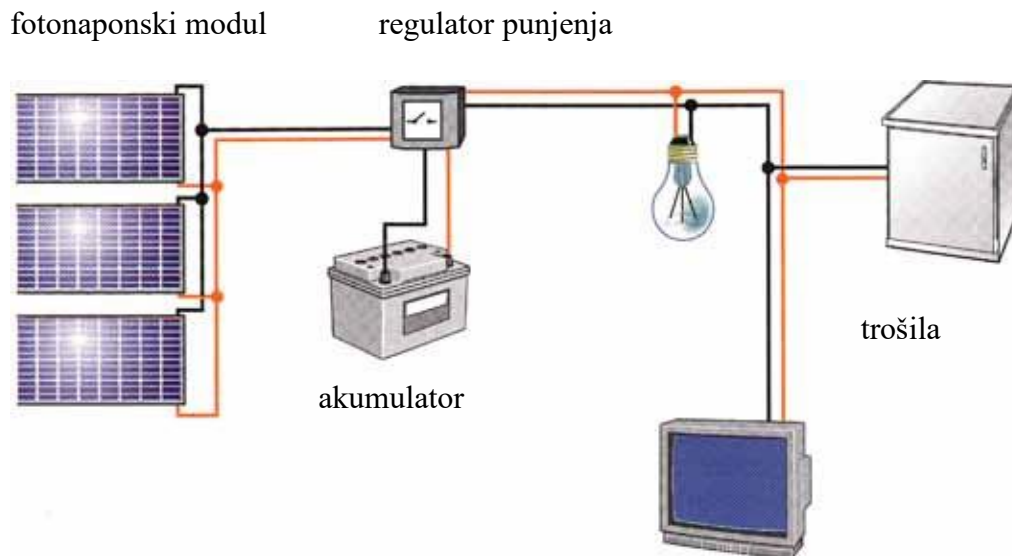 fotonaponski modul
regulator punjenja
trošila
akumulator